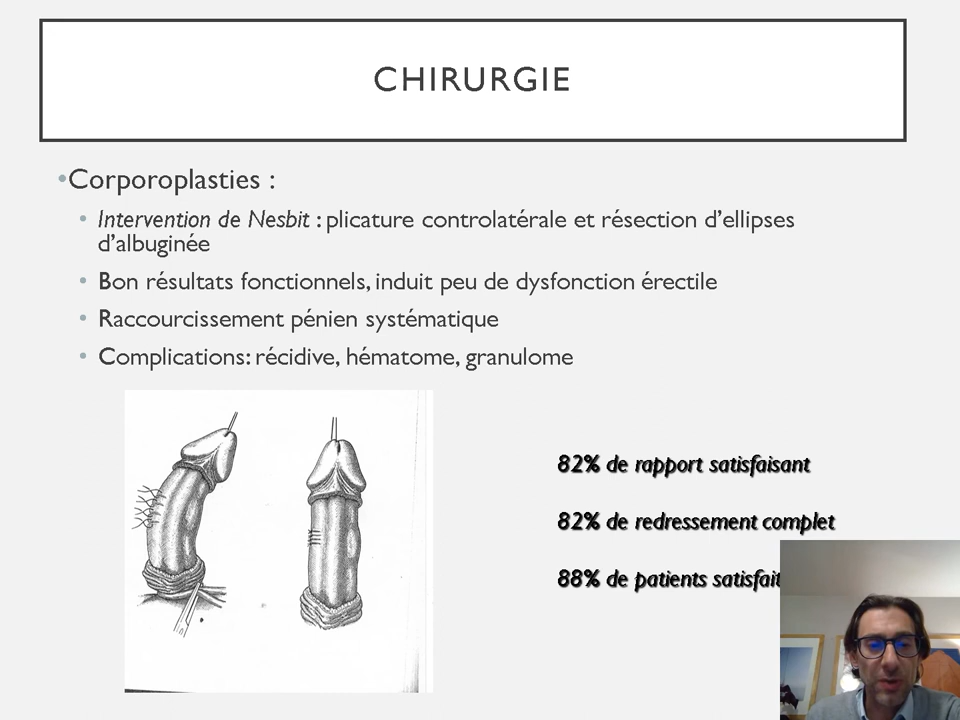 CHIRURGIE
•Corporoplasties :
• Intervention de Nesbit : plicature controlatérale et résection d’ellipses
d’albuginée
• Bon résultats fonctionnels, induit peu de dysfonction érectile
• Raccourcissement pénien systématique
• Complications: récidive, hématome, granulome
82% de rapport satisfaisant
82% de redressement complet
88% de patients satisfait